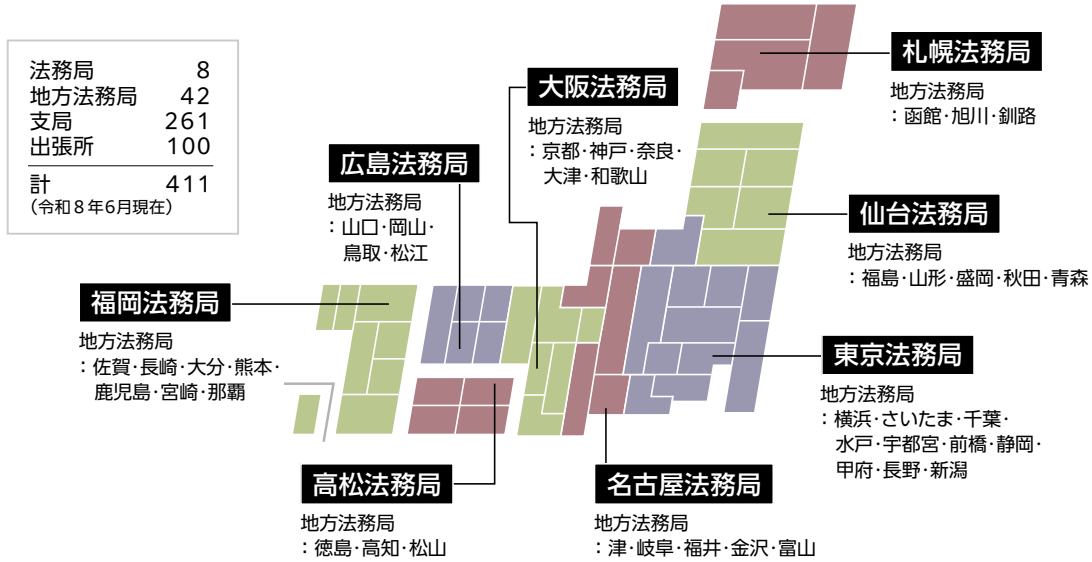 法務局 8
地方法務局 42
支局 261
出張所 100
計 411
(令和8年6月現在)
札幌法務局
地方法務局
：函館・旭川・釧路
大阪法務局
地方法務局
：京都・神戸・奈良・
大津・和歌山
広島法務局
地方法務局
：山口・岡山・
鳥取・松江
仙台法務局
地方法務局
：福島・山形・盛岡・秋田・青森
福岡法務局
地方法務局
：佐賀・長崎・大分・熊本・
鹿児島・宮崎・那覇
東京法務局
地方法務局
：横浜・さいたま・千葉・
水戸・宇都宮・前橋・静岡・
甲府・長野・新潟
高松法務局
地方法務局
：徳島・高知・松山
名古屋法務局
地方法務局
：津・岐阜・福井・金沢・富山